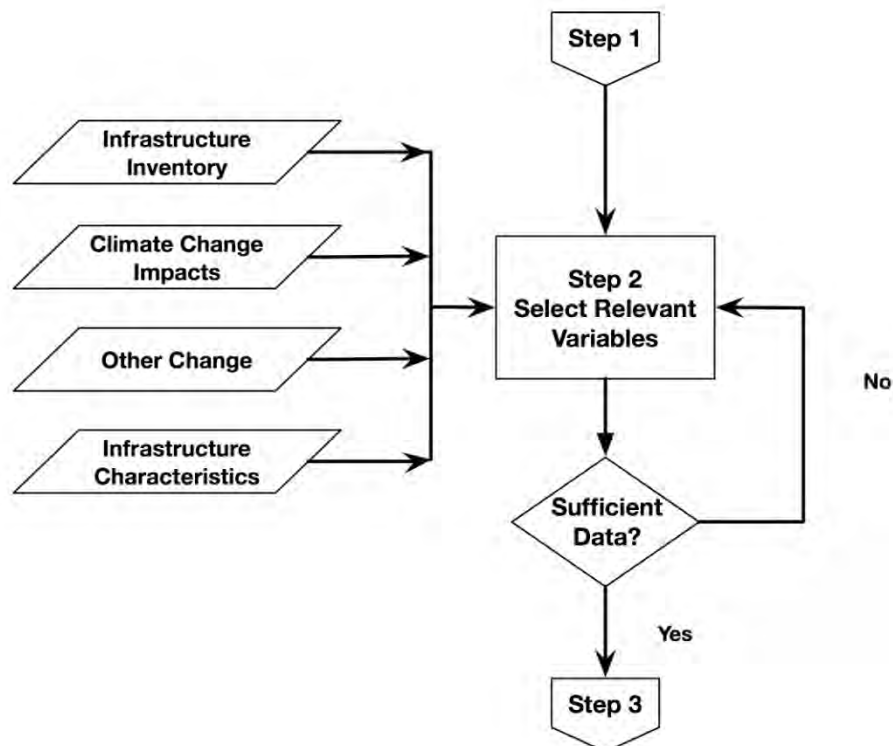 Step 1
Infrastructure
Inventory
Climate Change
Impacts
Other Change
Infrastructure
Characteristics
Step 2
Select Relevant
Variables
No
Sufficient
Data?
Yes
Step 3